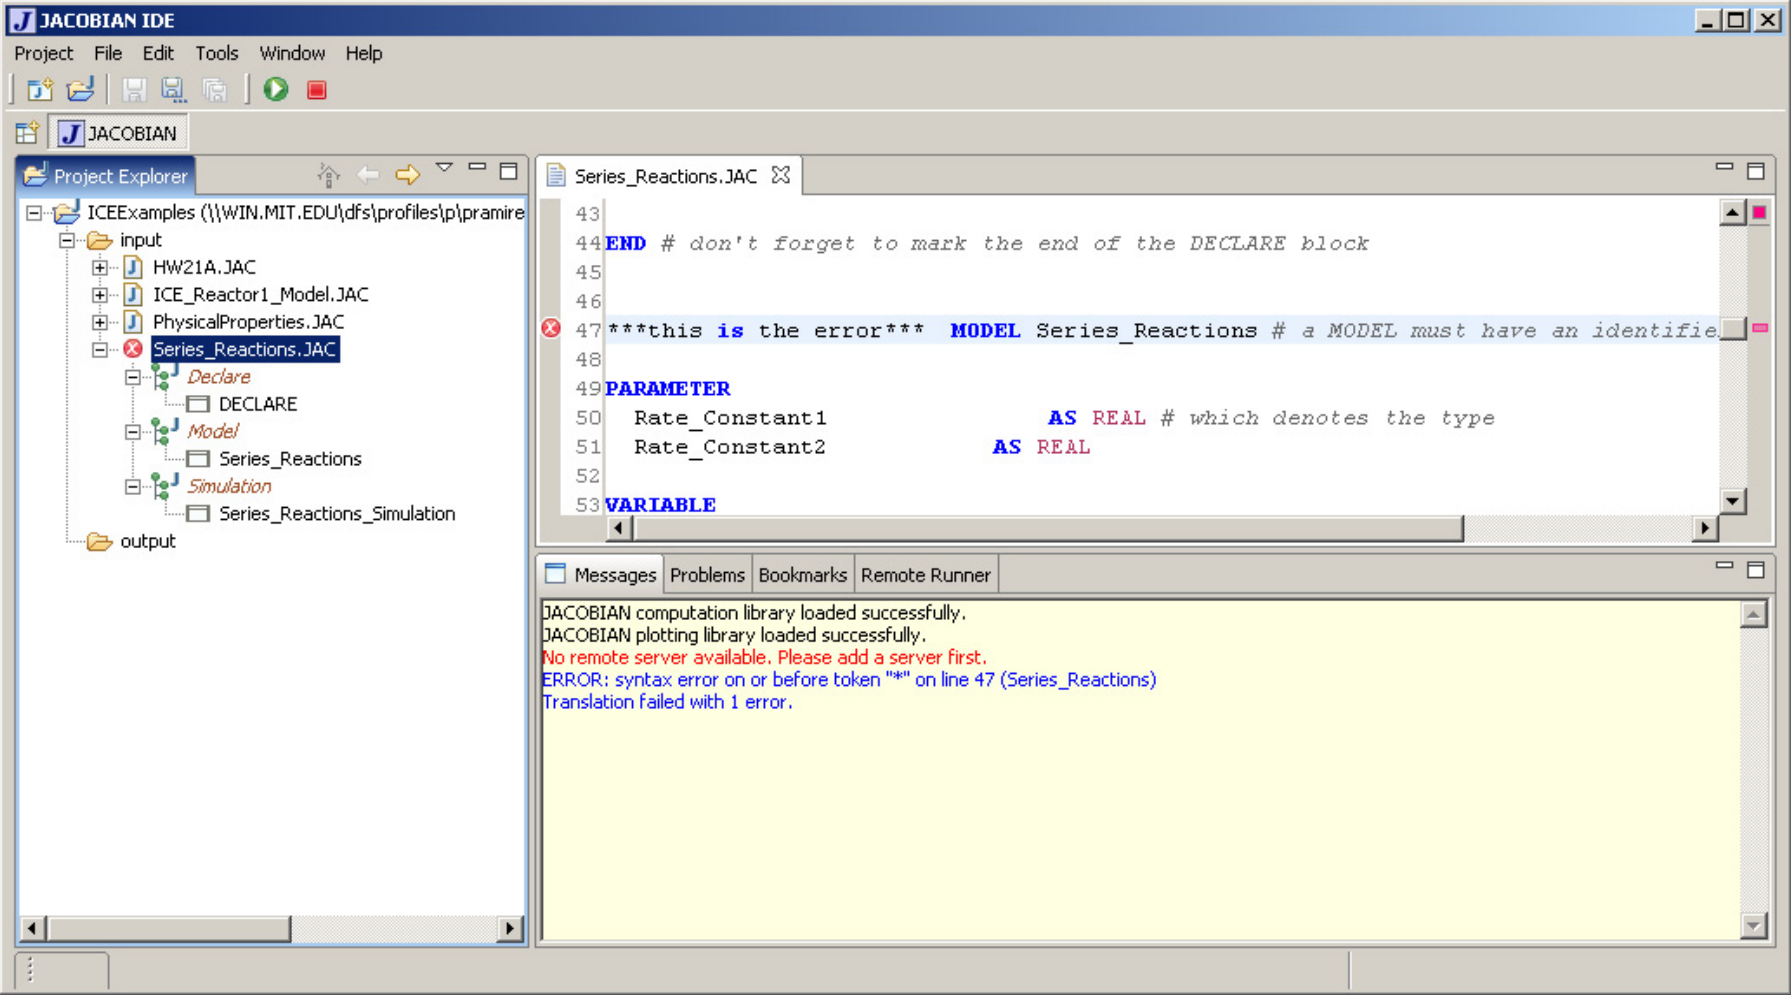 JACOBIAN IDE
Project File Edit Tools Window Help
JACOBIAN
Project Explorer
ICEExamples (\\WIN.MIT.EDU\dfs\profiles\p\pramire
input
HW21A.JAC
ICE_Reactor1_Model.JAC
PhysicalProperties.JAC
Series_Reactions.JAC
Declare
DECLARE
Model
Series_Reactions
Simulation
Series_Reactions_Simulation
output
Series_Reactions.JAC
43
44 END # don't forget to mark the end of the DECLARE block
45
46
47 ***this is the error*** MODEL Series_Reactions # a MODEL must have an identifie
48
49 PARAMETER
50 Rate_Constant1 AS REAL # which denotes the type
51 Rate_Constant2 AS REAL
52
53 VARIABLE
Messages Problems Bookmarks Remote Runner
JACOBIAN computation library loaded successfully.
JACOBIAN plotting library loaded successfully.
No remote server available. Please add a server first.
ERROR: syntax error on or before token "*" on line 47 (Series_Reactions)
Translation failed with 1 error.